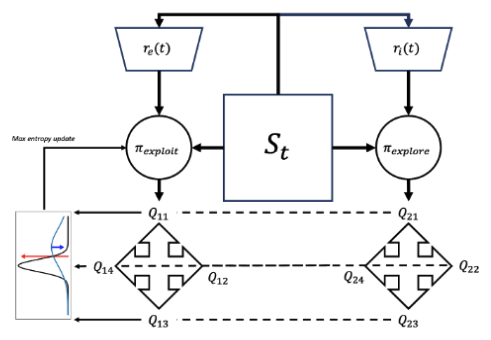 r_e(t)
r_i(t)
Max entropy update
π_exploit
S_t
π_explore
Q_11
Q_21
Q_14
Q_12
Q_24
Q_22
Q_13
Q_23